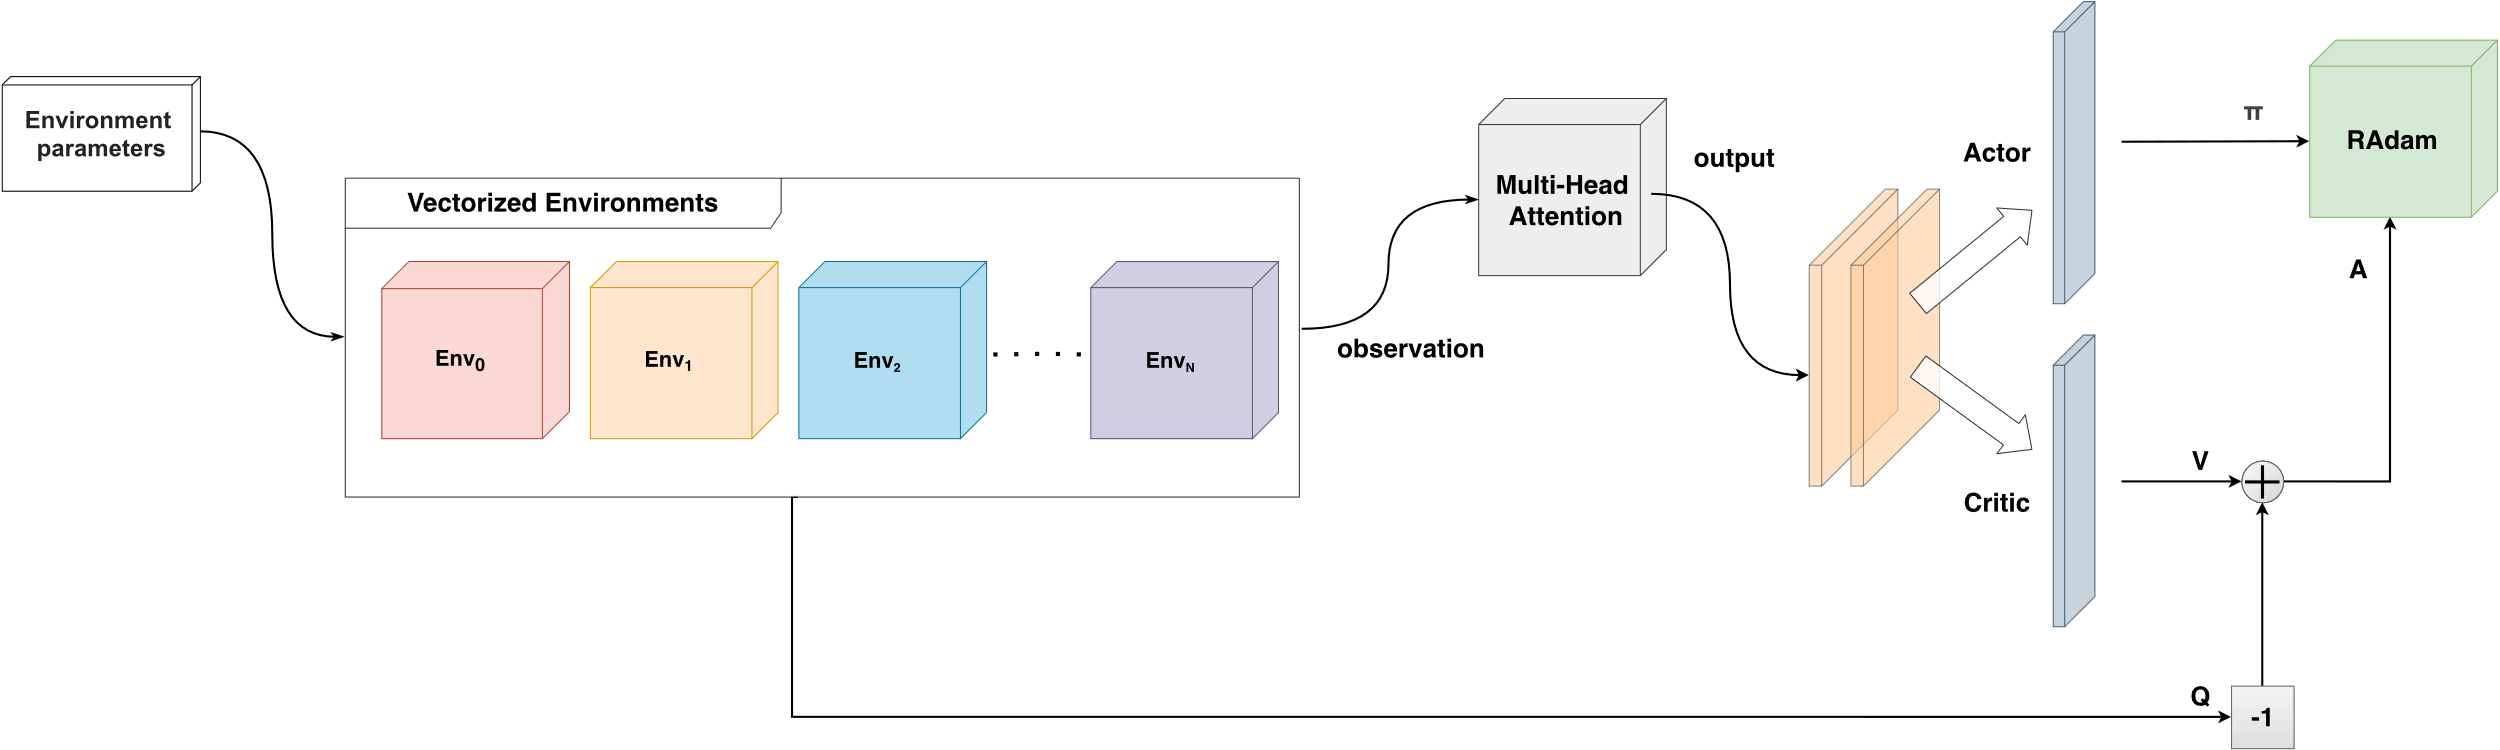 Environment
parameters
Vectorized Environments
Env0
Env1
Env2
. . . . .
EnvN
observation
Multi-Head
Attention
output
Actor
Critic
π
RAdam
A
V
Q
-1